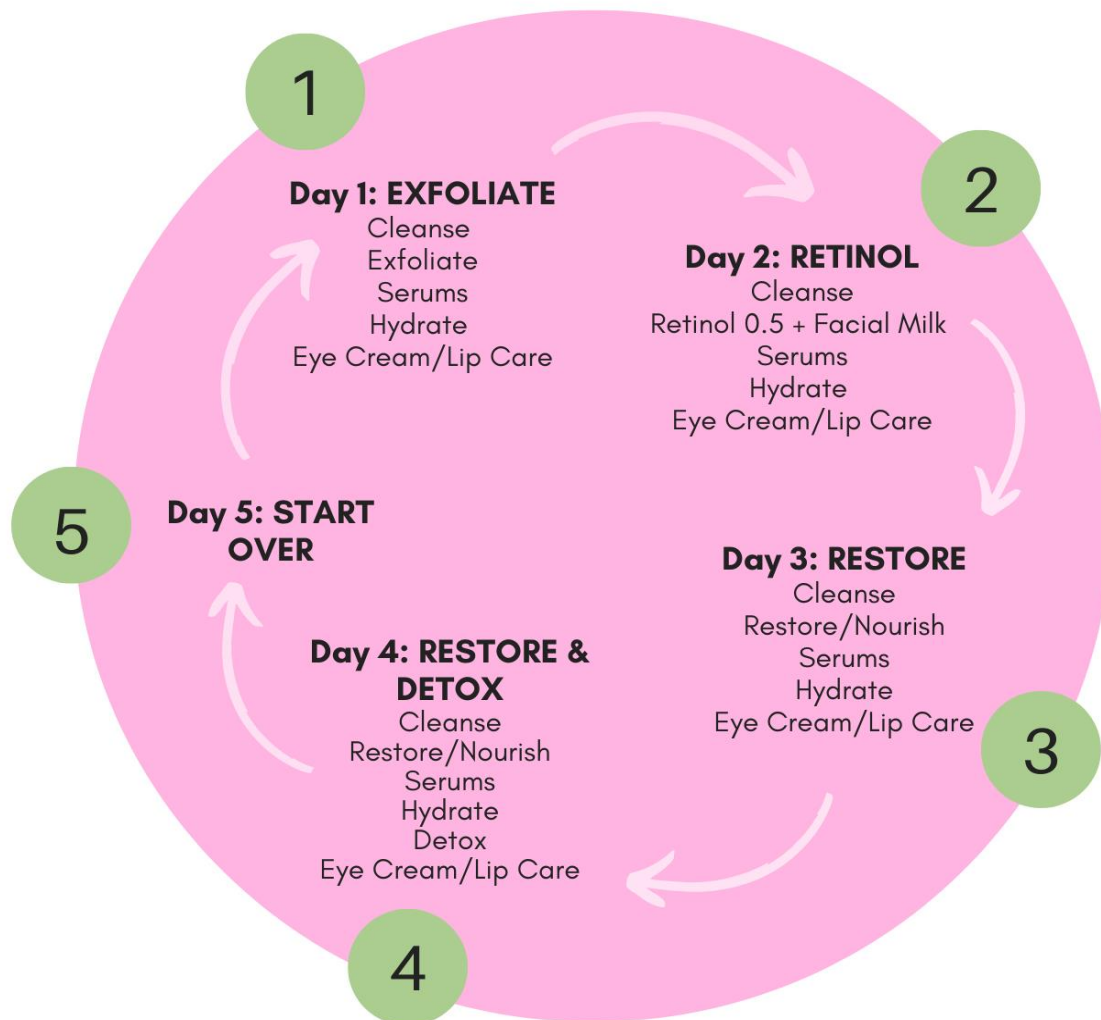 1
Day 1: EXFOLIATE
Cleanse
Exfoliate
Serums
Hydrate
Eye Cream/Lip Care
2
Day 2: RETINOL
Cleanse
Retinol 0.5 + Facial Milk
Serums
Hydrate
Eye Cream/Lip Care
3
Day 3: RESTORE
Cleanse
Restore/Nourish
Serums
Hydrate
Eye Cream/Lip Care
4
Day 4: RESTORE &
DETOX
Cleanse
Restore/Nourish
Serums
Hydrate
Detox
Eye Cream/Lip Care
5
Day 5: START
OVER